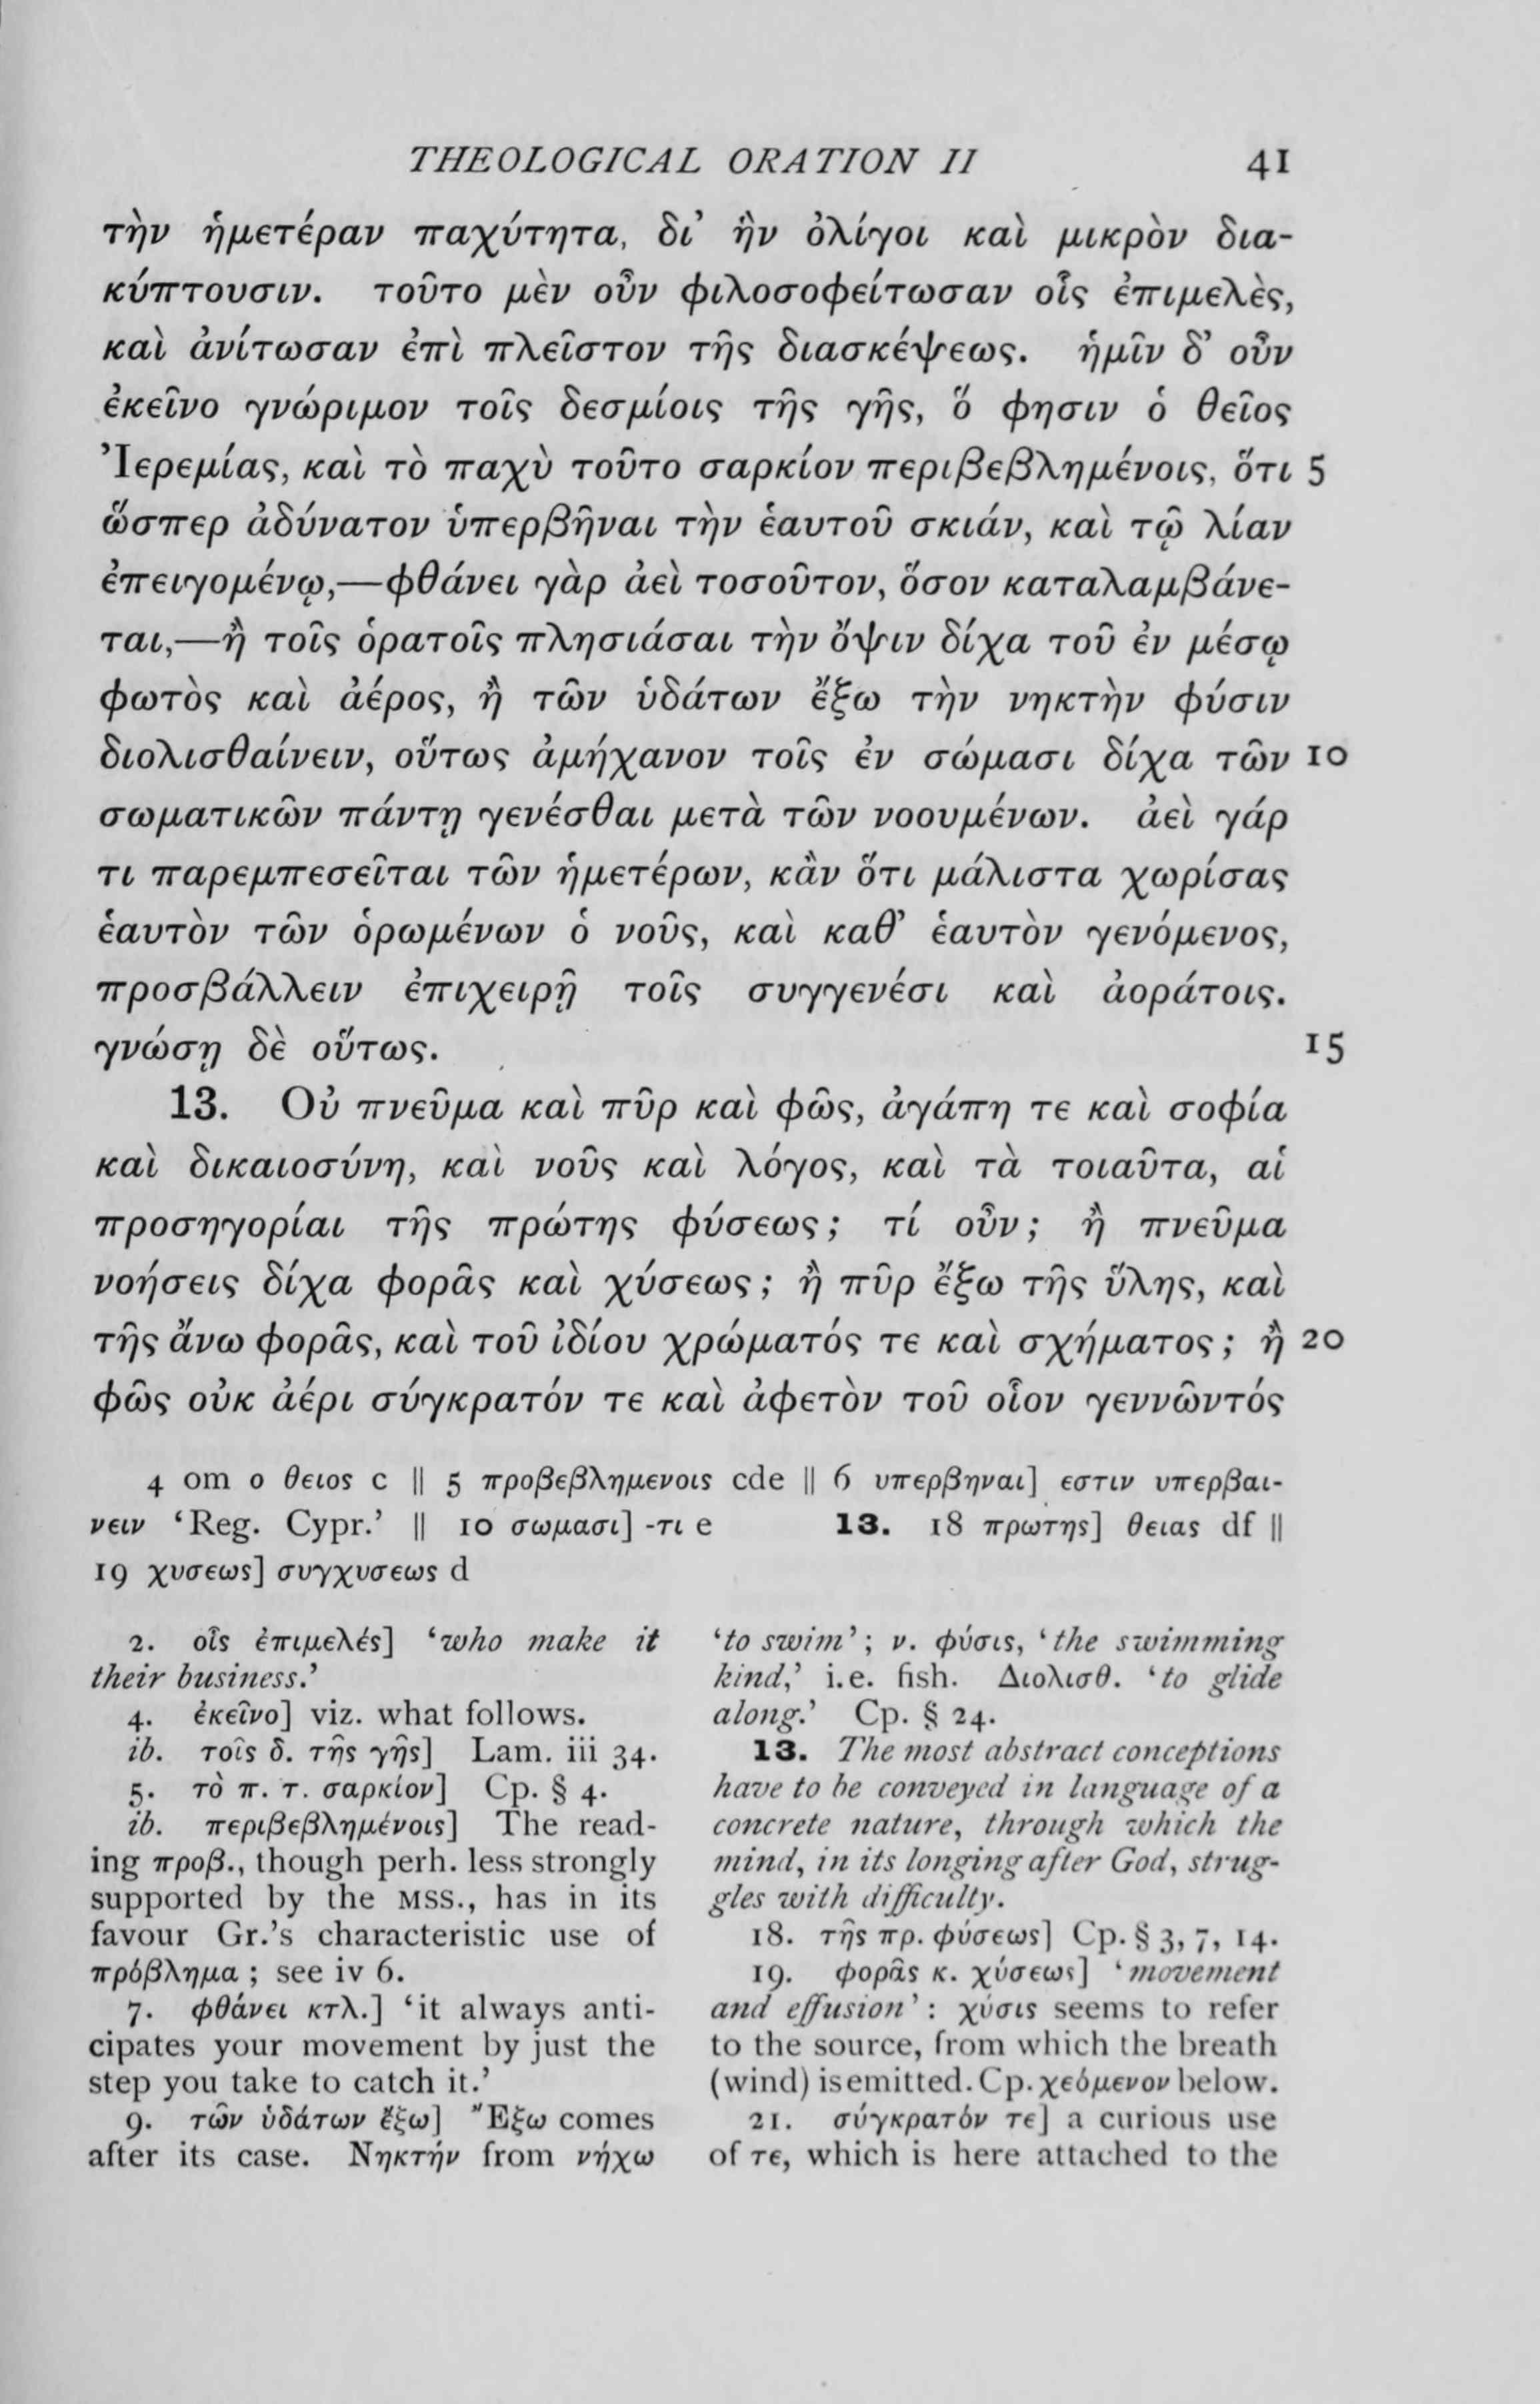 THEOLOGICAL ORATION II 41
τὴν ἡμετέραν παχύτητα, δι’ ἣν ὀλίγοι καὶ μικρὸν δια-
κύπτουσιν. τοῦτο μὲν οὖν φιλοσοφείτωσαν οἷς ἐπιμελὲς,
καὶ ἀνίτωσαν ἐπὶ πλεῖστον τῆς διασκέψεως. ἡμῖν δ’ οὖν
ἐκεῖνο γνώριμον τοῖς δεσμίοις τῆς γῆς, ὅ φησιν ὁ θεῖος
Ἰερεμίας, καὶ τὸ παχὺ τοῦτο σαρκίον περιβεβλημένοις, ὅτι 5
ὥσπερ ἀδύνατον ὑπερβῆναι τὴν ἑαυτοῦ σκιάν, καὶ τῷ λίαν
ἐπειγομένῳ,—φθάνει γὰρ ἀεὶ τοσοῦτον, ὅσον καταλαμβάνε-
ται,—ἢ τοῖς ὁρατοῖς πλησιάσαι τὴν ὄψιν δίχα τοῦ ἐν μέσῳ
φωτὸς καὶ ἀέρος, ἢ τῶν ὑδάτων ἔξω τὴν νηκτὴν φύσιν
διολισθαίνειν, οὕτως ἀμήχανον τοῖς ἐν σώμασι δίχα τῶν 10
σωματικῶν πάντῃ γενέσθαι μετὰ τῶν νοουμένων. ἀεὶ γάρ
τι παρεμπεσεῖται τῶν ἡμετέρων, κἂν ὅτι μάλιστα χωρίσας
ἑαυτὸν τῶν ὁρωμένων ὁ νοῦς, καὶ καθ’ ἑαυτὸν γενόμενος,
προσβάλλειν ἐπιχειρῇ τοῖς συγγενέσι καὶ ἀοράτοις.
γνώσῃ δὲ οὕτως. 15
13. Οὐ πνεῦμα καὶ πῦρ καὶ φῶς, ἀγάπη τε καὶ σοφία
καὶ δικαιοσύνη, καὶ νοῦς καὶ λόγος, καὶ τὰ τοιαῦτα, αἱ
προσηγορίαι τῆς πρώτης φύσεως; τί οὖν; ἢ πνεῦμα
νοήσεις δίχα φορᾶς καὶ χύσεως; ἢ πῦρ ἔξω τῆς ὕλης, καὶ
τῆς ἄνω φορᾶς, καὶ τοῦ ἰδίου χρώματός τε καὶ σχήματος; ἢ 20
φῶς οὐκ ἀέρι σύγκρατόν τε καὶ ἀφετὸν τοῦ οἷον γεννῶντός
4 om ο θειος c || 5 προβεβλημενοις cde || 6 υπερβηναι] εστιν υπερβαι-
νειν ‘Reg. Cypr.’ || 10 σωμασι] -τι e 13. 18 πρωτης] θειας df ||
19 χυσεως] συγχυσεως d
2. οἷς ἐπιμελές] ‘who make it
their business.’
4. ἐκεῖνο] viz. what follows.
ib. τοῖς δ. τῆς γῆς] Lam. iii 34.
5. τὸ π. τ. σαρκίον] Cp. § 4.
ib. περιβεβλημένοις] The read-
ing προβ., though perh. less strongly
supported by the MSS., has in its
favour Gr.’s characteristic use of
πρόβλημα; see iv 6.
7. φθάνει κτλ.] ‘it always anti-
cipates your movement by just the
step you take to catch it.’
9. τῶν ὑδάτων ἔξω] Ἔξω comes
after its case. Νηκτήν from νήχω
‘to swim’; ν. φύσις, ‘the swimming
kind,’ i.e. fish. Διολισθ. ‘to glide
along.’ Cp. § 24.
13. The most abstract conceptions
have to be conveyed in language of a
concrete nature, through which the
mind, in its longing after God, strug-
gles with difficulty.
18. τῆς πρ. φύσεως] Cp. § 3, 7, 14.
19. φορᾶς κ. χύσεως] ‘movement
and effusion’: χύσις seems to refer
to the source, from which the breath
(wind) is emitted. Cp. χεόμενον below.
21. σύγκρατόν τε] a curious use
of τε, which is here attached to the